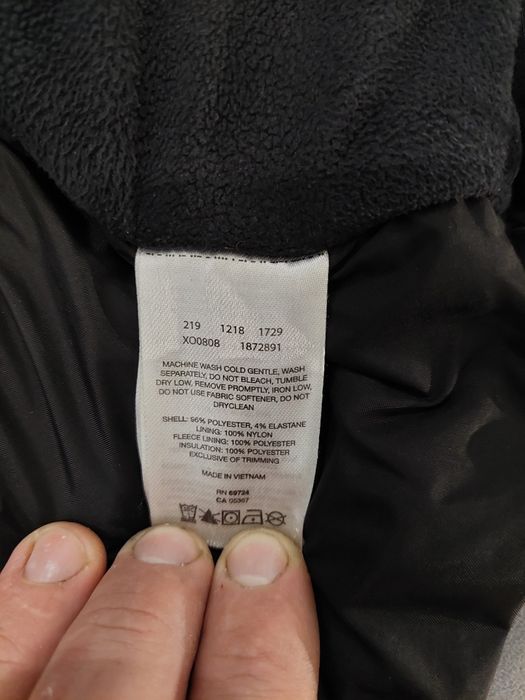 219 1218 1729
XO0808 1872891
MACHINE WASH COLD GENTLE, WASH
SEPARATELY, DO NOT BLEACH, TUMBLE
DRY LOW, REMOVE PROMPTLY, IRON LOW,
DO NOT USE FABRIC SOFTENER, DO NOT
DRYCLEAN
SHELL: 96% POLYESTER, 4% ELASTANE
LINING: 100% NYLON
FLEECE LINING: 100% POLYESTER
INSULATION: 100% POLYESTER
EXCLUSIVE OF TRIMMING
MADE IN VIETNAM
RN 69724
CA 05367